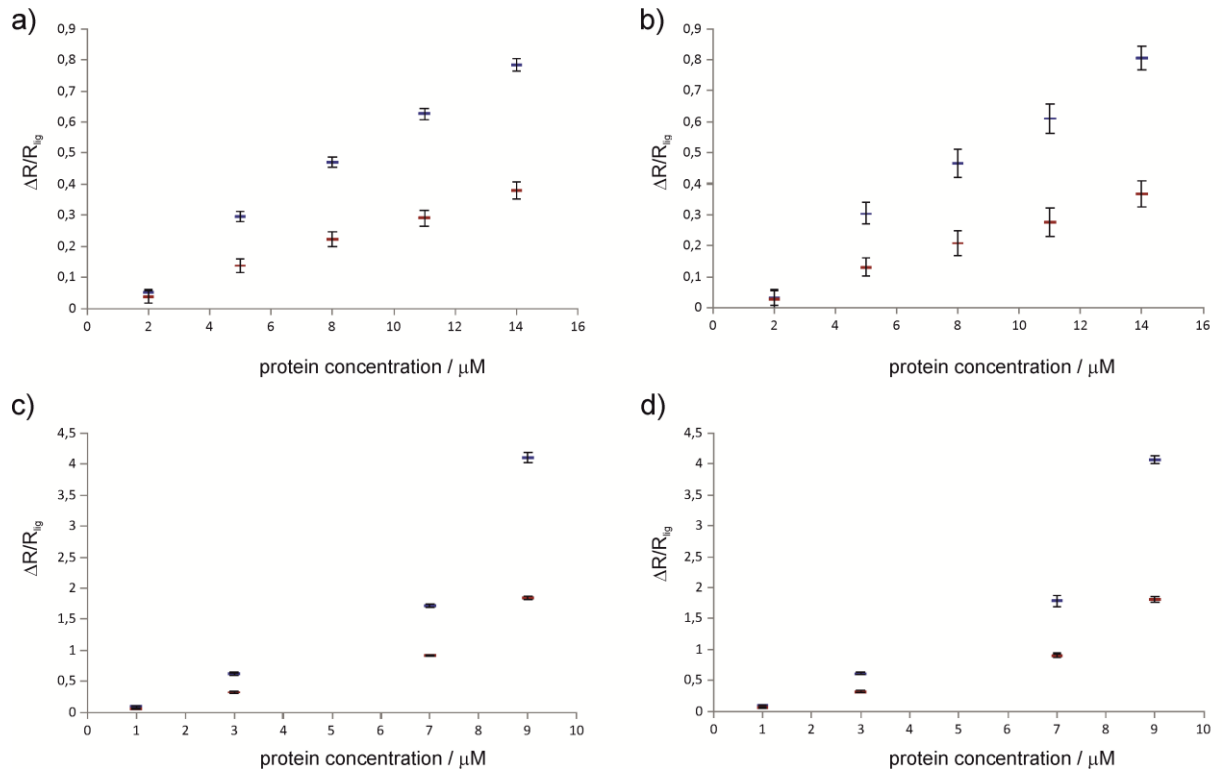 a)
0,9
0,8
0,7
0,6
0,5
0,4
0,3
0,2
0,1
0
ΔR/Rlig
0 2 4 6 8 10 12 14 16
protein concentration / μM
b)
0,9
0,8
0,7
0,6
0,5
0,4
0,3
0,2
0,1
0
ΔR/Rlig
0 2 4 6 8 10 12 14 16
protein concentration / μM
c)
4,5
4
3,5
3
2,5
2
1,5
1
0,5
0
ΔR/Rlig
0 1 2 3 4 5 6 7 8 9 10
protein concentration / μM
d)
4,5
4
3,5
3
2,5
2
1,5
1
0,5
0
ΔR/Rlig
0 1 2 3 4 5 6 7 8 9 10
protein concentration / μM